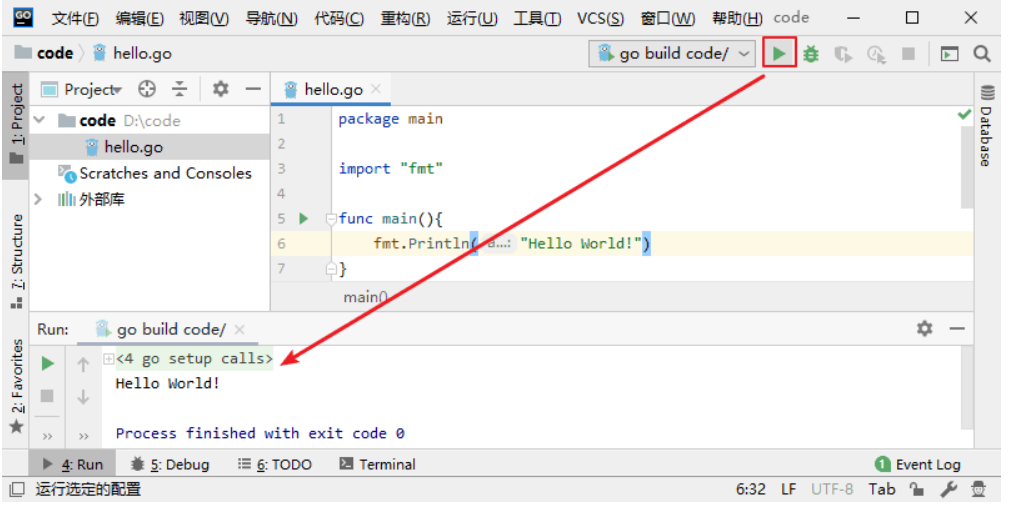 GO 文件(F) 编辑(E) 视图(V) 导航(N) 代码(C) 重构(R) 运行(U) 工具(T) VCS(S) 窗口(W) 帮助(H) code
code hello.go go build code/
1: Project
Project
hello.go
code D:\code
hello.go
Scratches and Consoles
外部库
1 package main
2
3 import "fmt"
4
5 func main(){
6 fmt.Println( a...: "Hello World!")
7 }
main()
Database
7: Structure
2: Favorites
Run: go build code/
<4 go setup calls>
Hello World!
Process finished with exit code 0
4: Run 5: Debug 6: TODO Terminal 1 Event Log
运行选定的配置 6:32 LF UTF-8 Tab